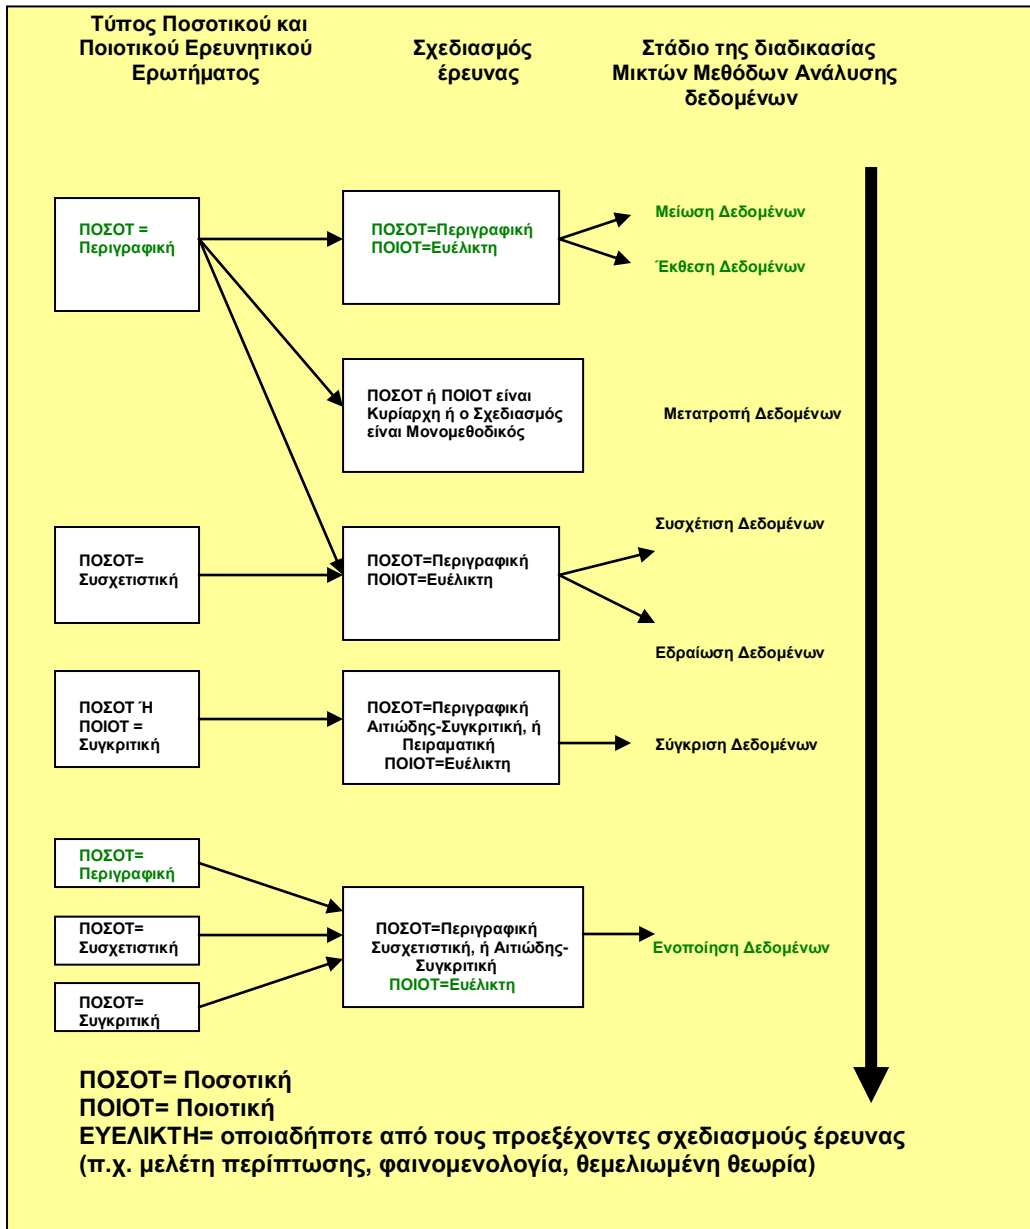 Τύπος Ποσοτικού και
Ποιοτικού Ερευνητικού
Ερωτήματος
Σχεδιασμός
έρευνας
Στάδιο της διαδικασίας
Μικτών Μεθόδων Ανάλυσης
δεδομένων
ΠΟΣΟΤ =
Περιγραφική
ΠΟΣΟΤ=Περιγραφική
ΠΟΙΟΤ=Ευέλικτη
Μείωση Δεδομένων
Έκθεση Δεδομένων
ΠΟΣΟΤ ή ΠΟΙΟΤ είναι
Κυρίαρχη ή ο Σχεδιασμός
είναι Μονομεθοδικός
Μετατροπή Δεδομένων
ΠΟΣΟΤ=
Συσχετιστική
ΠΟΣΟΤ=Περιγραφική
ΠΟΙΟΤ=Ευέλικτη
Συσχέτιση Δεδομένων
Εδραίωση Δεδομένων
ΠΟΣΟΤ Ή
ΠΟΙΟΤ =
Συγκριτική
ΠΟΣΟΤ=Περιγραφική
Αιτιώδης-Συγκριτική, ή
Πειραματική
ΠΟΙΟΤ=Ευέλικτη
Σύγκριση Δεδομένων
ΠΟΣΟΤ=
Περιγραφική
ΠΟΣΟΤ=
Συσχετιστική
ΠΟΣΟΤ=
Συγκριτική
ΠΟΣΟΤ=Περιγραφική
Συσχετιστική, ή Αιτιώδης-
Συγκριτική
ΠΟΙΟΤ=Ευέλικτη
Ενοποίηση Δεδομένων
ΠΟΣΟΤ= Ποσοτική
ΠΟΙΟΤ= Ποιοτική
ΕΥΕΛΙΚΤΗ= οποιαδήποτε από τους προεξέχοντες σχεδιασμούς έρευνας
(π.χ. μελέτη περίπτωσης, φαινομενολογία, θεμελιωμένη θεωρία)